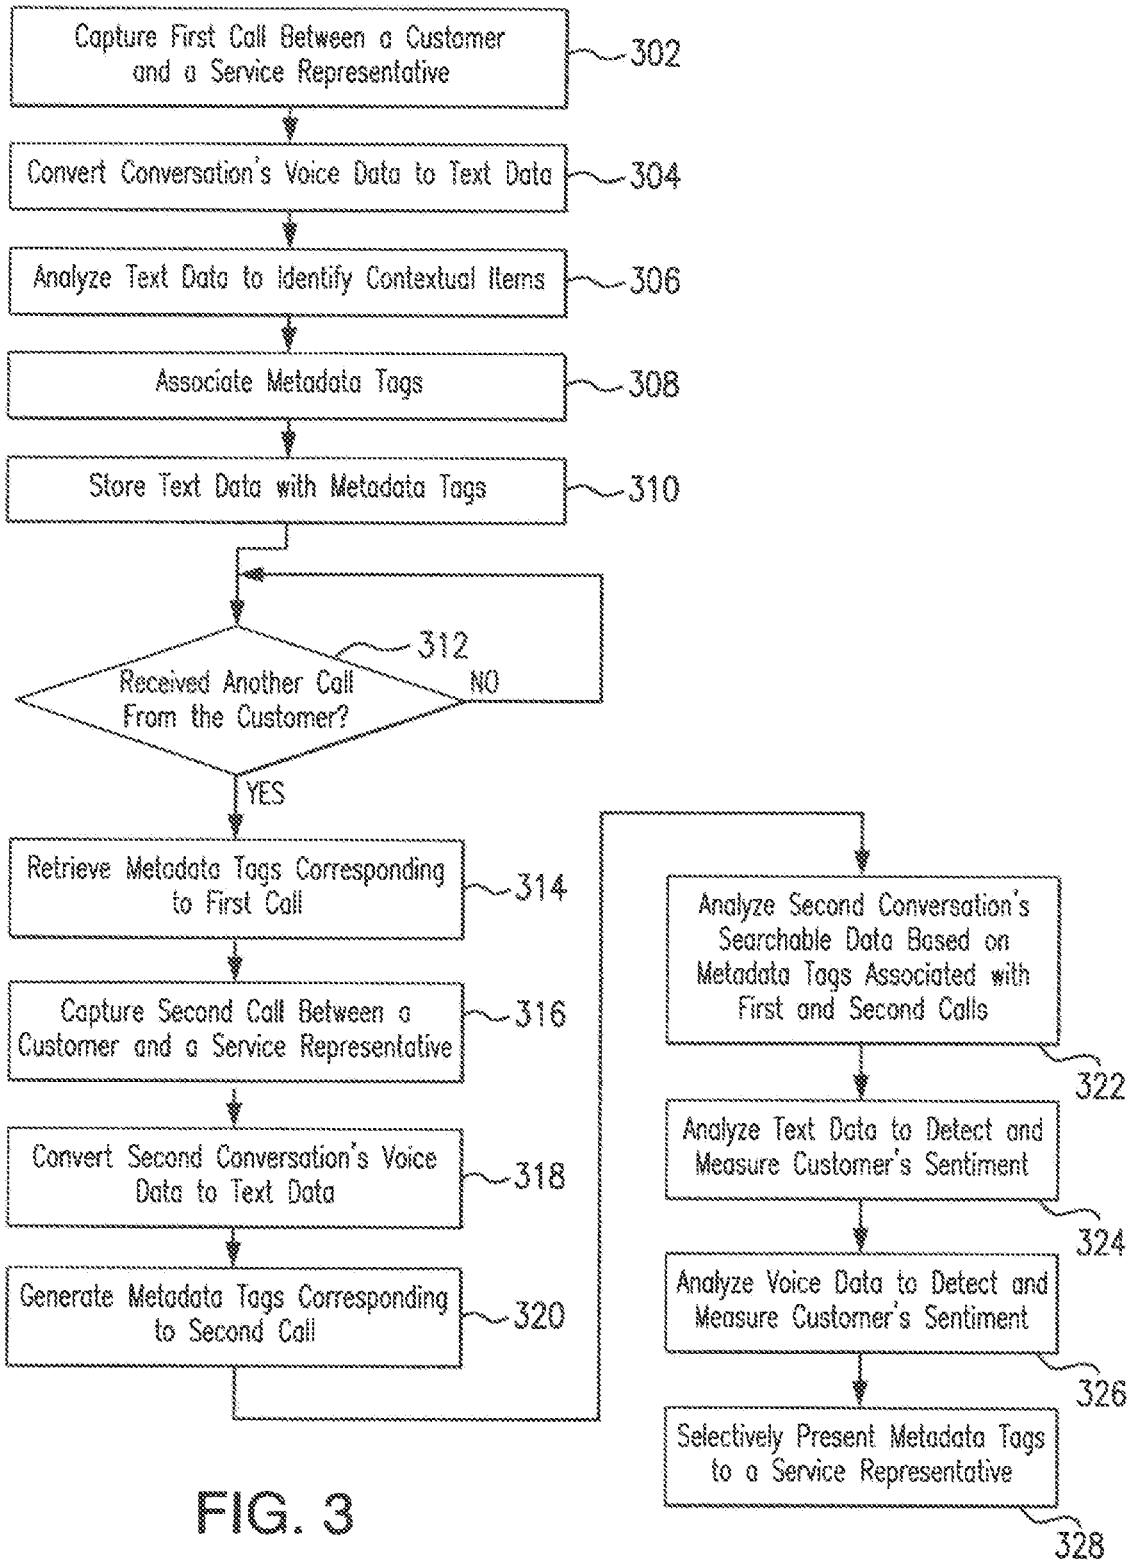 Capture First Call Between a Customer
and a Service Representative
302
Convert Conversation's Voice Data to Text Data
304
Analyze Text Data to Identify Contextual Items
306
Associate Metadata Tags
308
Store Text Data with Metadata Tags
310
312
Received Another Call
From the Customer?
NO
YES
Retrieve Metadata Tags Corresponding
to First Call
314
Capture Second Call Between a
Customer and a Service Representative
316
Convert Second Conversation's Voice
Data to Text Data
318
Generate Metadata Tags Corresponding
to Second Call
320
Analyze Second Conversation's
Searchable Data Based on
Metadata Tags Associated with
First and Second Calls
322
Analyze Text Data to Detect and
Measure Customer's Sentiment
324
Analyze Voice Data to Detect and
Measure Customer's Sentiment
326
Selectively Present Metadata Tags
to a Service Representative
328
FIG. 3